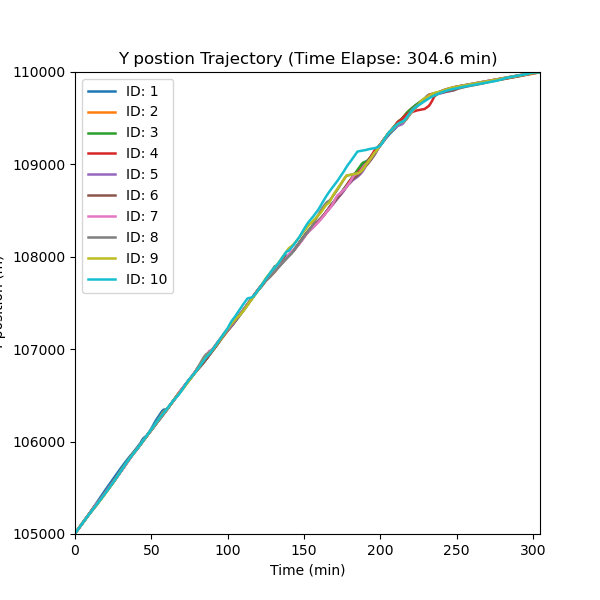 Y postion Trajectory (Time Elapse: 304.6 min)
110000
109000
108000
107000
106000
105000
ID: 1
ID: 2
ID: 3
ID: 4
ID: 5
ID: 6
ID: 7
ID: 8
ID: 9
ID: 10
0 50 100 150 200 250 300
Time (min)